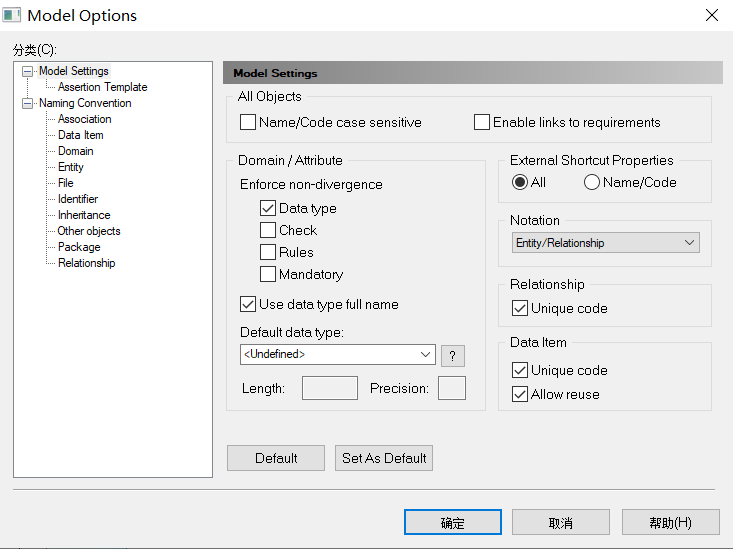 Model Options
分类(C):
Model Settings
Assertion Template
Naming Convention
Association
Data Item
Domain
Entity
File
Identifier
Inheritance
Other objects
Package
Relationship
Model Settings
All Objects
Name/Code case sensitive
Enable links to requirements
Domain / Attribute
Enforce non-divergence
Data type
Check
Rules
Mandatory
Use data type full name
Default data type:
<Undefined>
?
Length:
Precision:
External Shortcut Properties
All
Name/Code
Notation
Entity/Relationship
Relationship
Unique code
Data Item
Unique code
Allow reuse
Default
Set As Default
确定
取消
帮助(H)